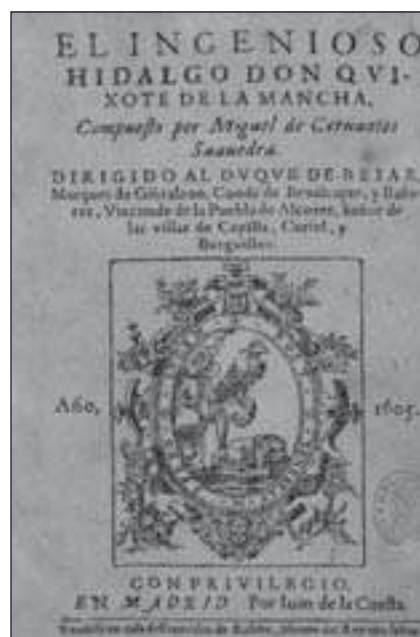 EL INGENIOSO
HIDALGO DON QVI-
XOTE DE LA MANCHA,
Compuesto por Miguel de Ceruantes
Saauedra.
DIRIGIDO AL DVQVE DE BEIAR,
Marques de Gibraleon, Conde de Benalcaçar, y Baña-
res, Vizconde de la Puebla de Alcozer, Señor de
las villas de Capilla, Curiel, y
Burguillos.
Año, 1605.
CON PRIVILEGIO,
EN MADRID Por Iuan de la Cuesta.